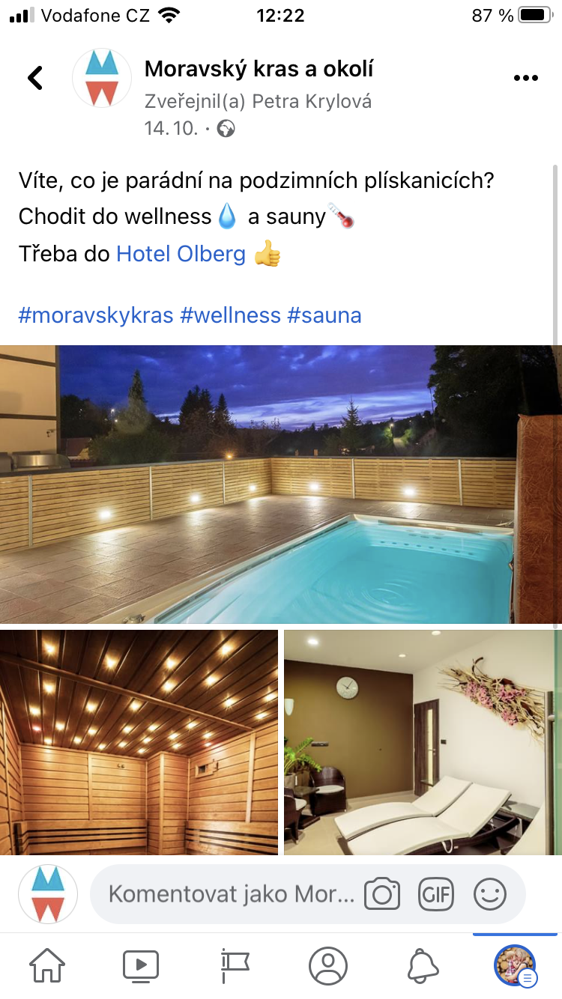 Vodafone CZ 12:22 87 %
Moravský kras a okolí
Zveřejnil(a) Petra Krylová
14. 10. ·
Víte, co je parádní na podzimních plískanicích?
Chodit do wellness💧 a sauny🌡️
Třeba do Hotel Olberg 👍
#moravskykras #wellness #sauna
Komentovat jako Mor... GIF